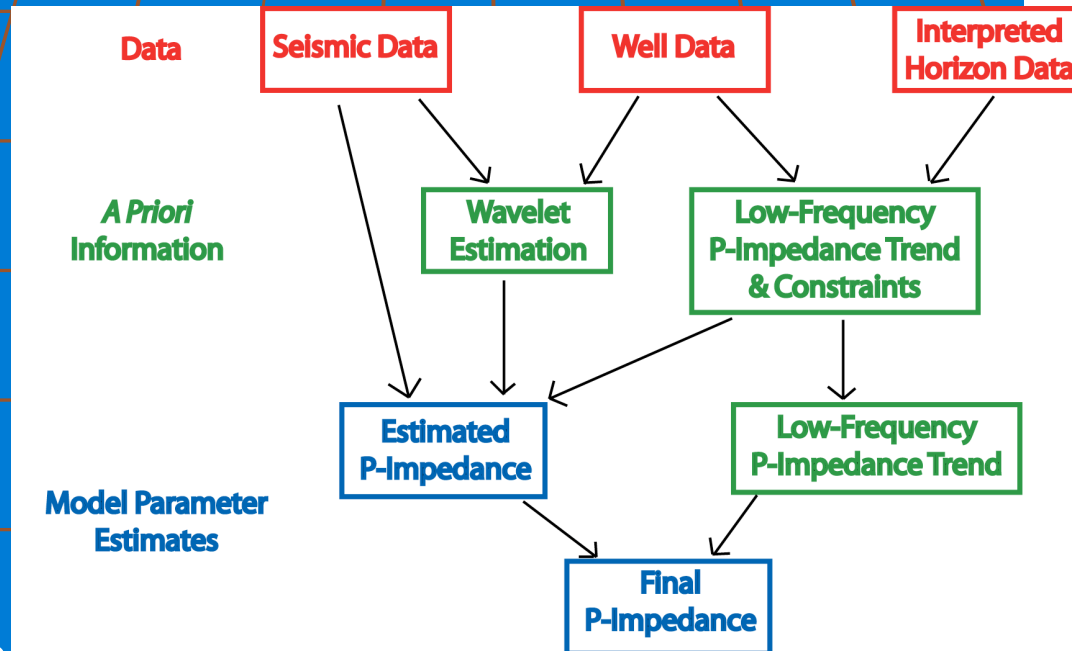 Data
Seismic Data
Well Data
Interpreted
Horizon Data
A Priori
Information
Wavelet
Estimation
Low-Frequency
P-Impedance Trend
& Constraints
Estimated
P-Impedance
Low-Frequency
P-Impedance Trend
Model Parameter
Estimates
Final
P-Impedance